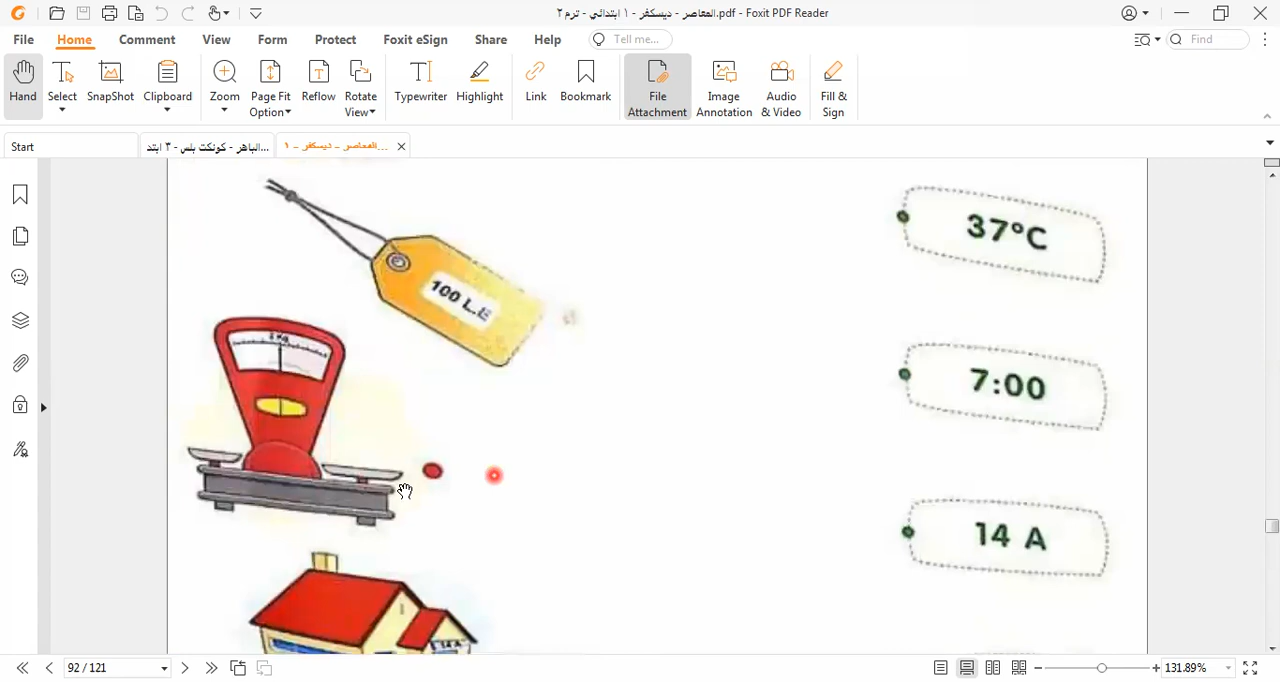 المعاصر - ديسكفر - ١ ابتدائي - ترم ٢.pdf - Foxit PDF Reader
File Home Comment View Form Protect Foxit eSign Share Help Tell me... Find
Hand Select SnapShot Clipboard Zoom Page Fit Option Reflow Rotate View Typewriter Highlight Link Bookmark File Attachment Image Annotation Audio & Video Fill & Sign
Start الباهر - كونكت بلس - ٣ ابتد... المعاصر - ديسكفر - ١...
37°C
100 L.E
7:00
14 A
14 A
92 / 121 131.89%